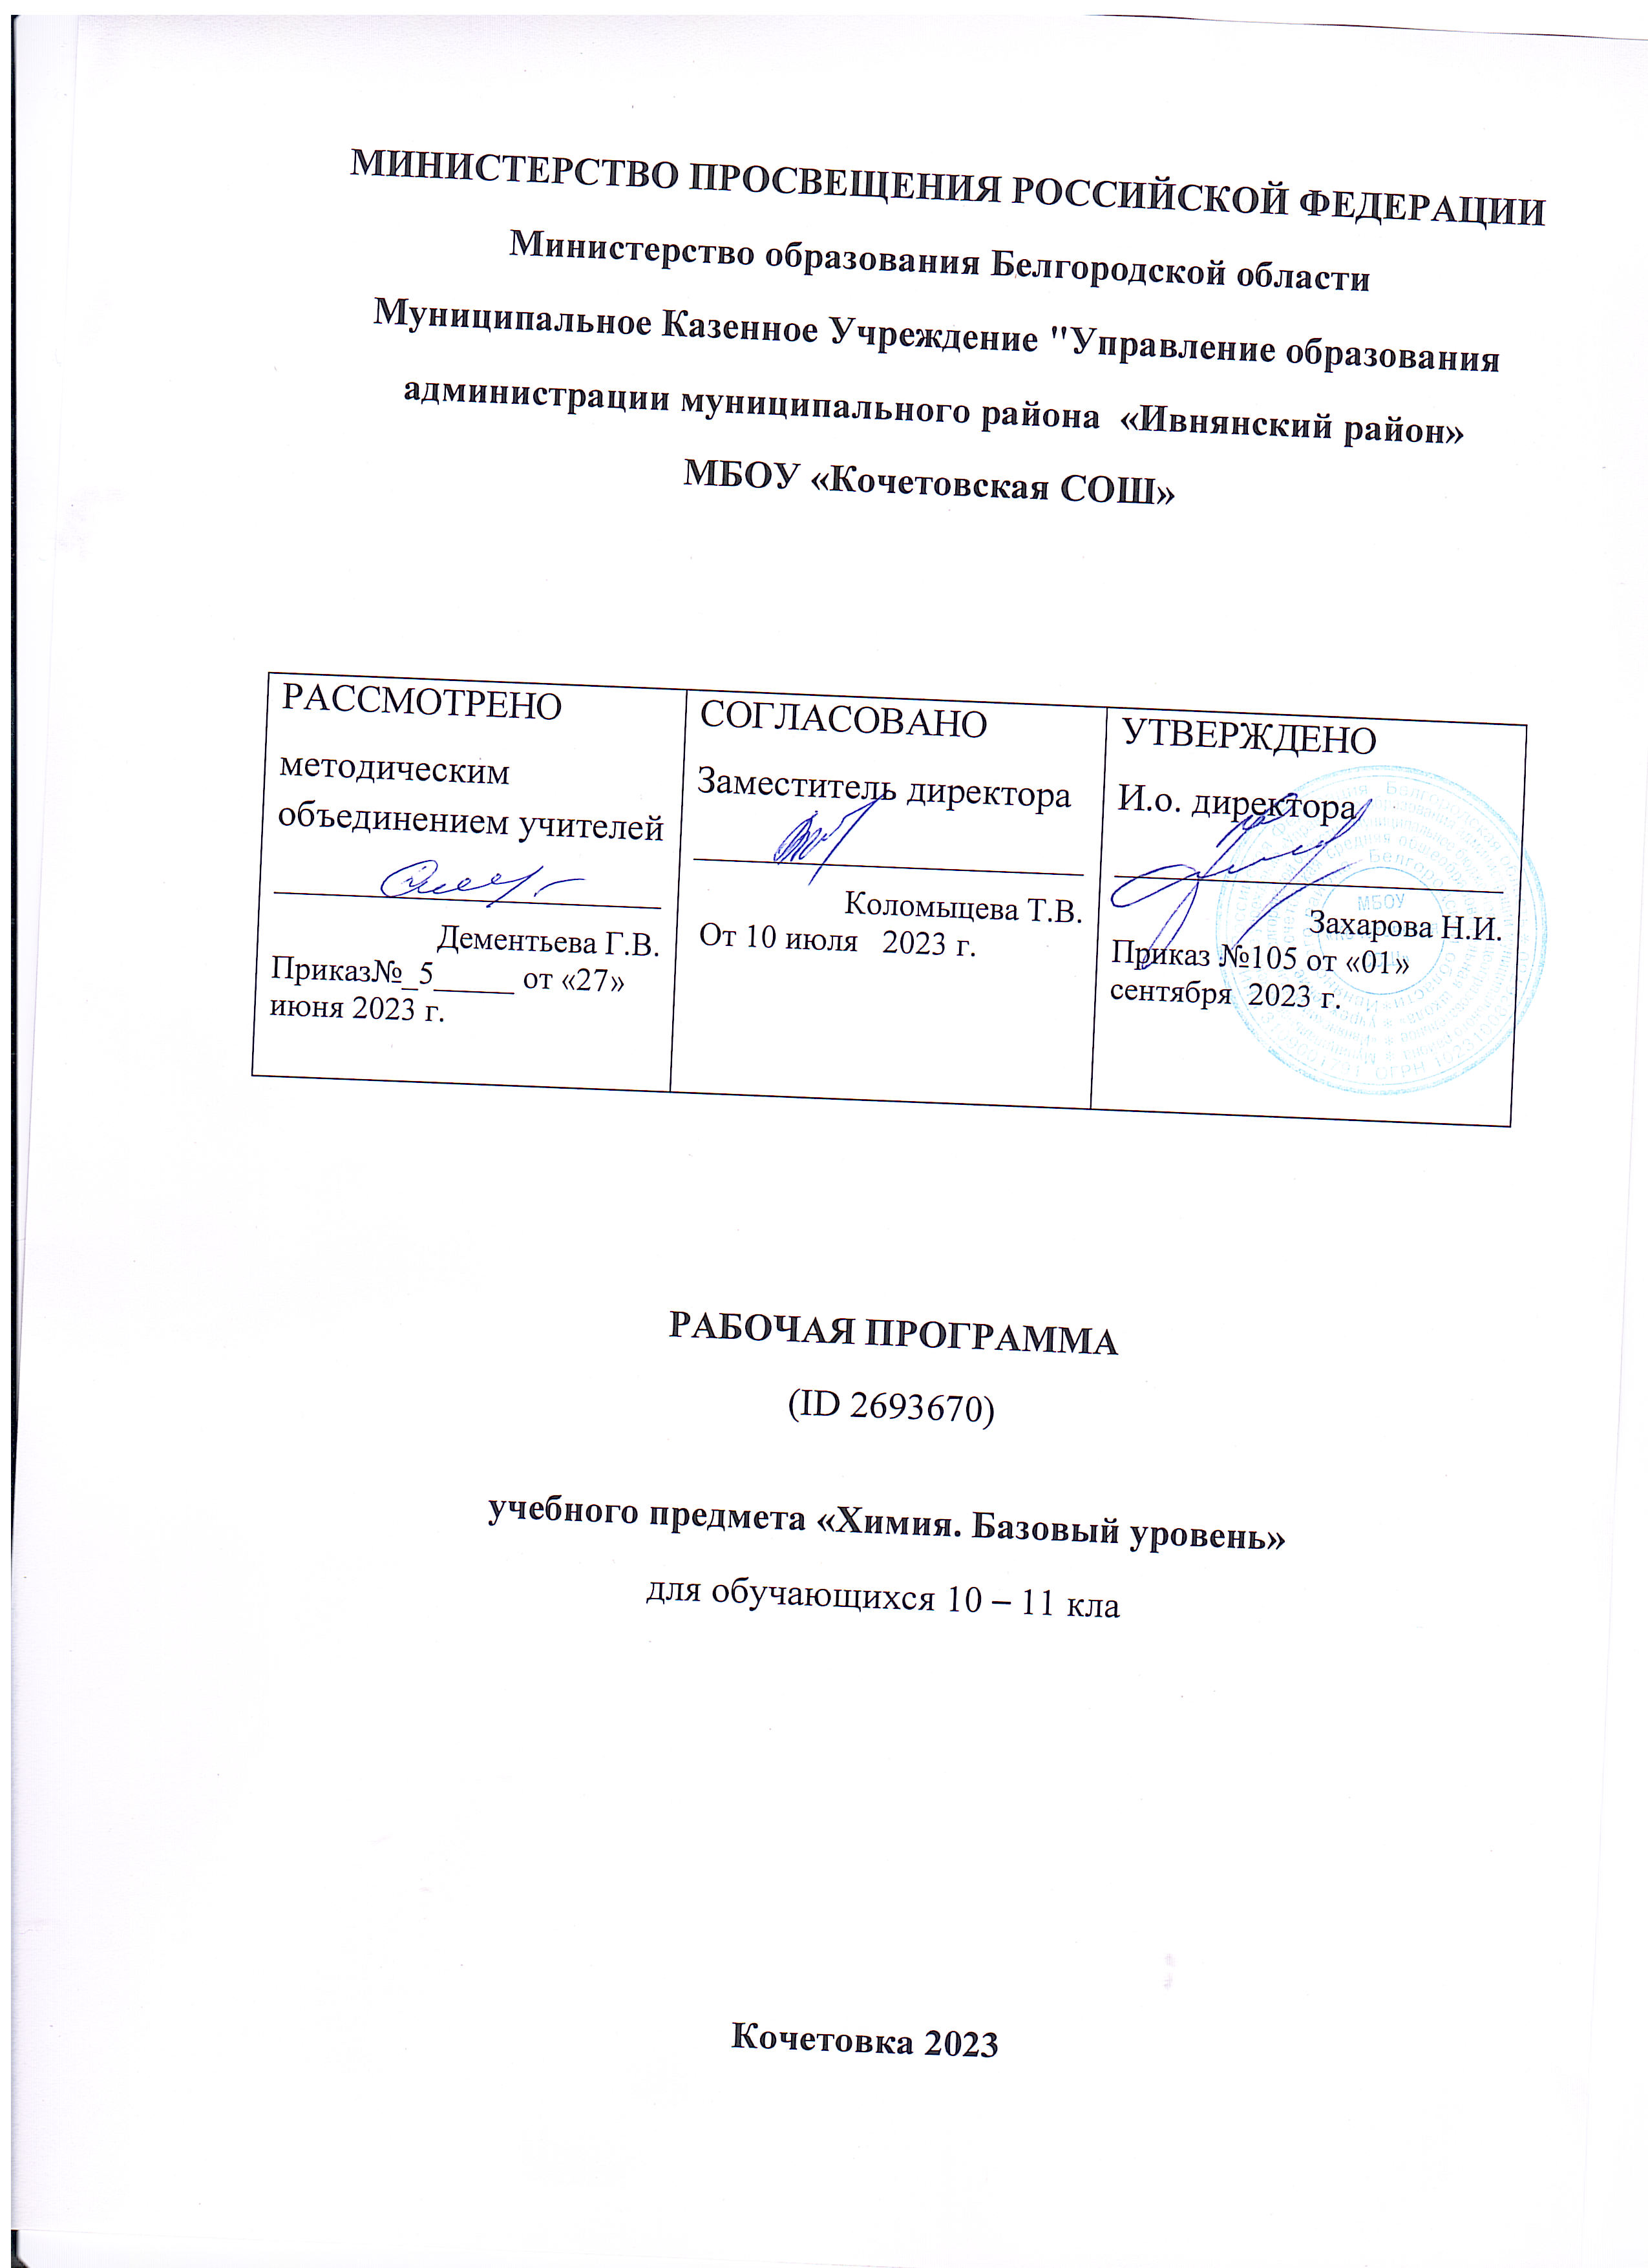 МИНИСТЕРСТВО ПРОСВЕЩЕНИЯ РОССИЙСКОЙ ФЕДЕРАЦИИ
Министерство образования Белгородской области
Муниципальное Казенное Учреждение "Управление образования
администрации муниципального района «Ивнянский район»
МБОУ «Кочетовская СОШ»
РАССМОТРЕНО
методическим
объединением учителей
Дементьева Г.В.
Приказ№_5_____ от «27»
июня 2023 г.
СОГЛАСОВАНО
Заместитель директора
Коломыцева Т.В.
От 10 июля 2023 г.
УТВЕРЖДЕНО
И.о. директора
Захарова Н.И.
Приказ №105 от «01»
сентября 2023 г.
МБОУ
РАБОЧАЯ ПРОГРАММА
(ID 2693670)
учебного предмета «Химия. Базовый уровень»
для обучающихся 10 – 11 кла
Кочетовка 2023